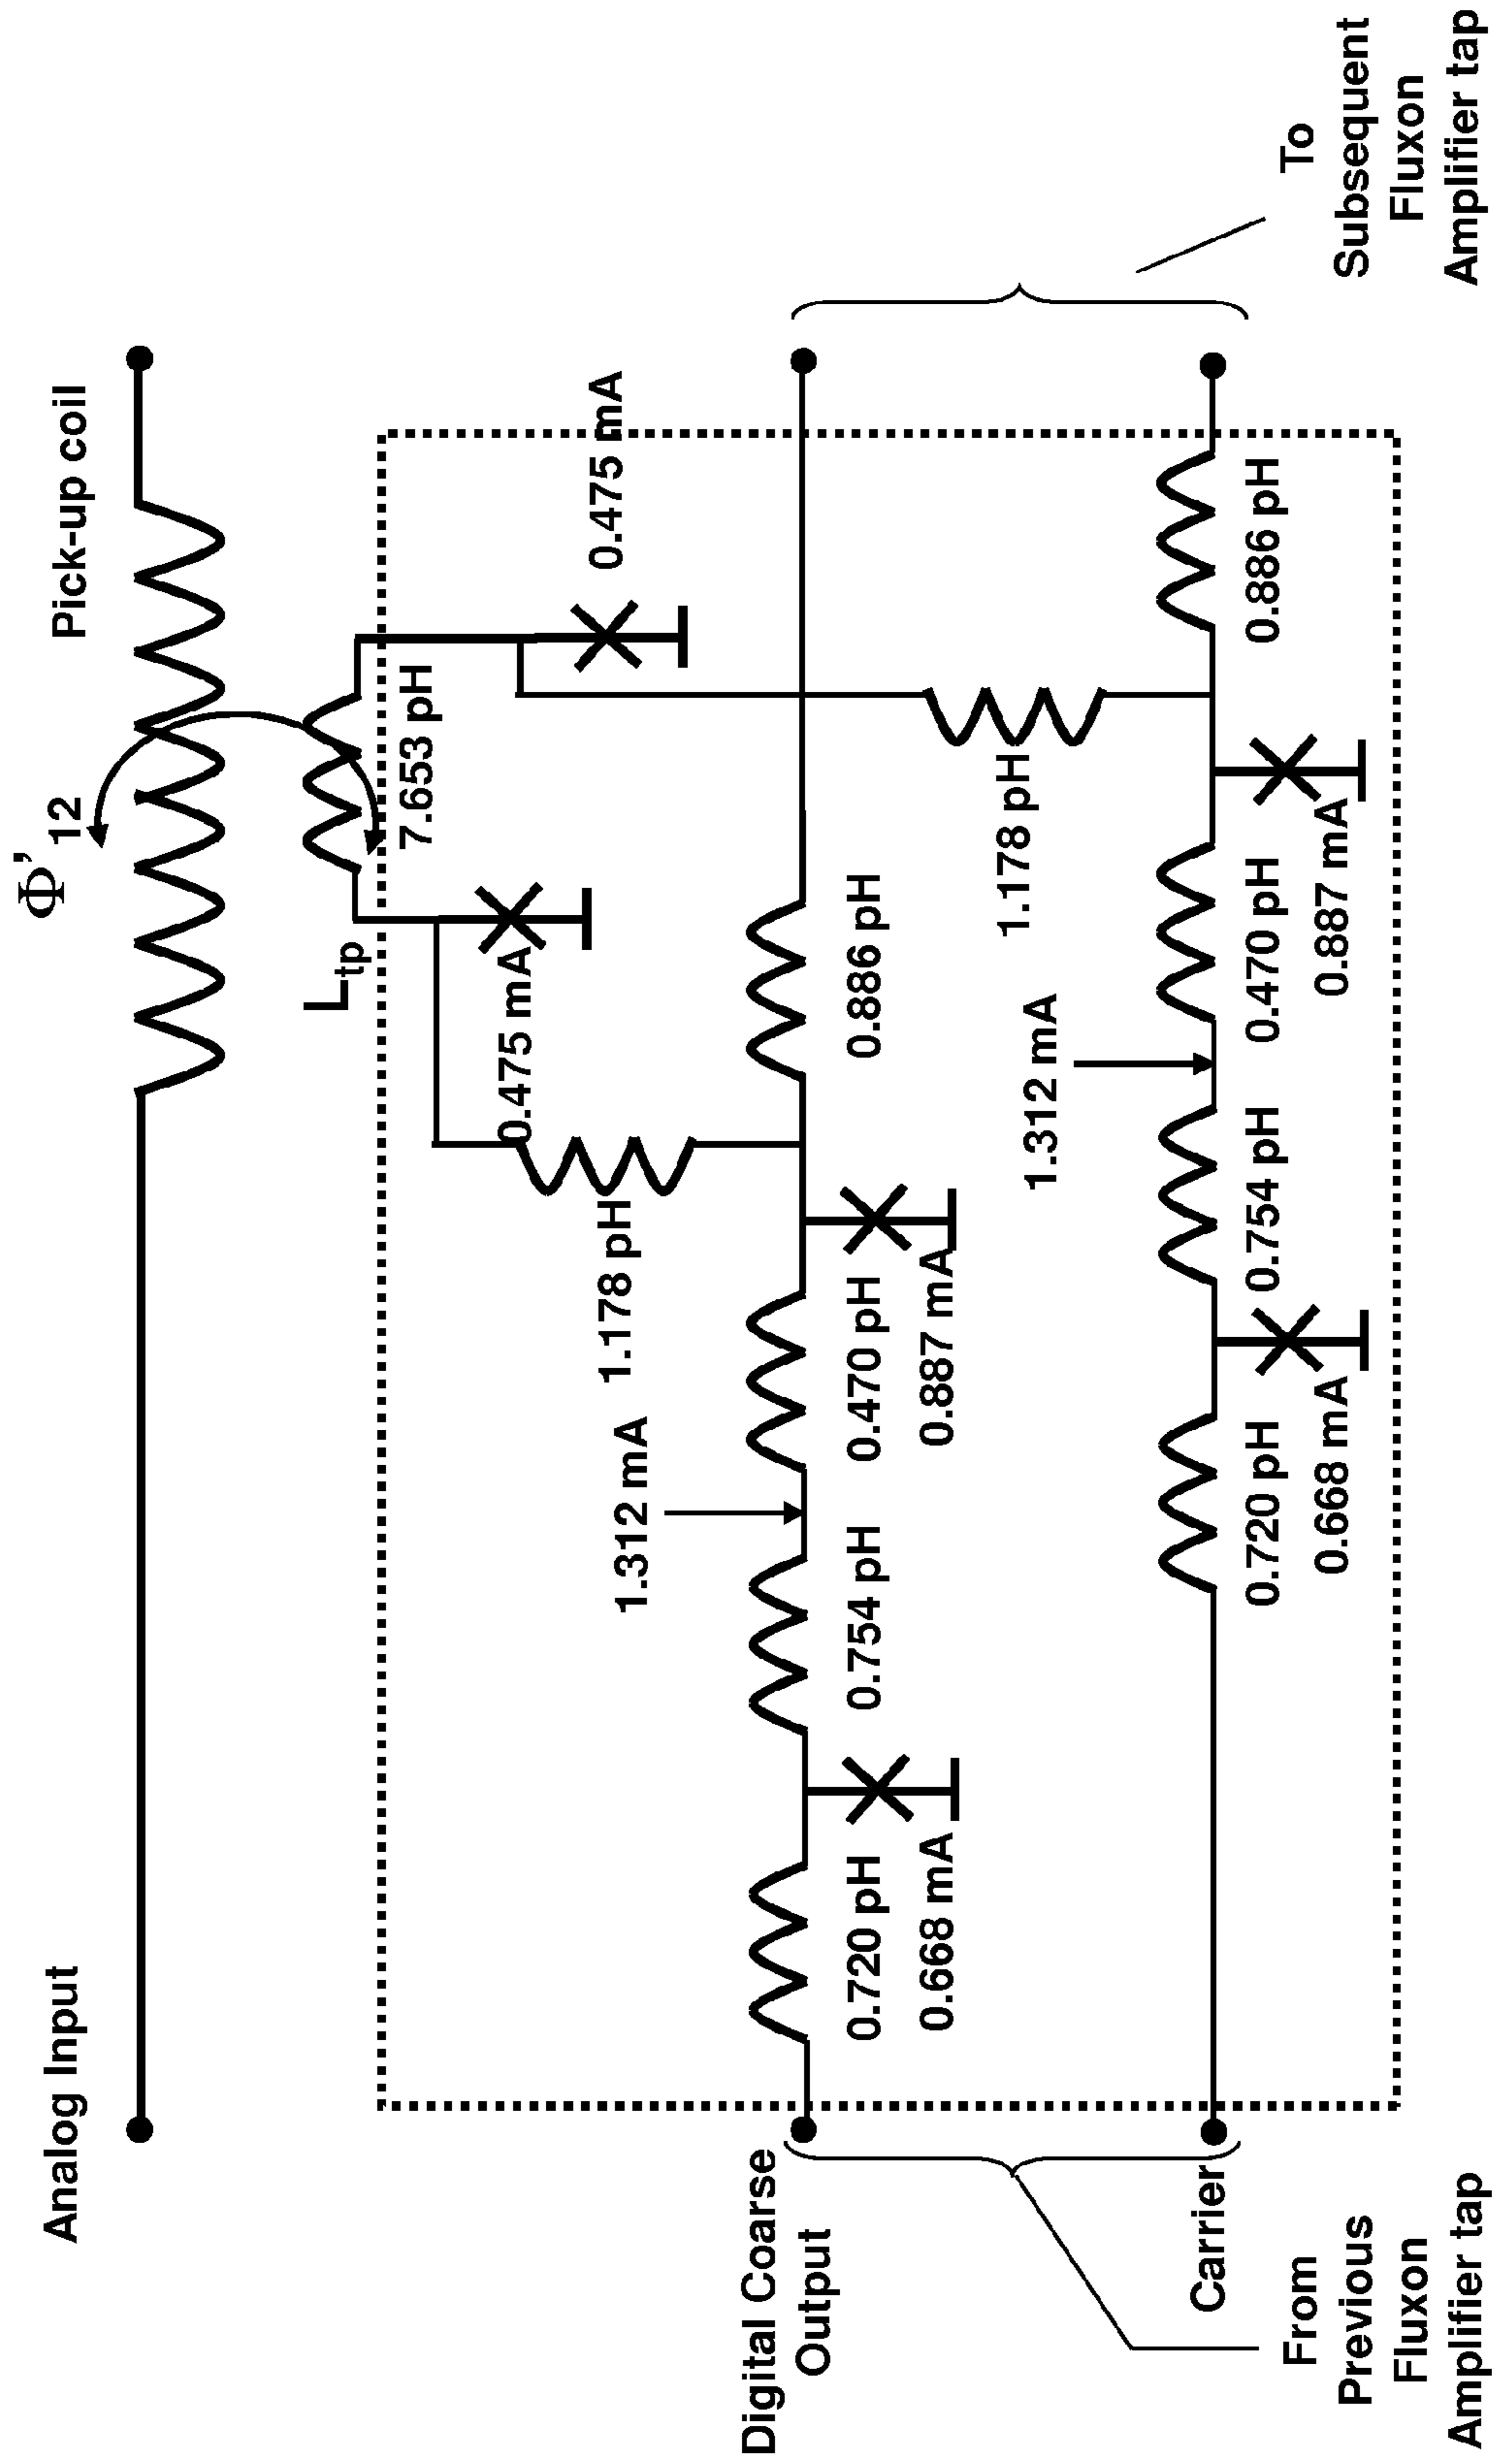 Analog Input
Pick-up coil
Φ'12
Ltp
7.653 pH
0.475 mA
0.475 mA
1.178 pH
1.312 mA
Digital Coarse
Output
0.720 pH
0.668 mA
0.754 pH
0.470 pH
0.887 mA
0.886 pH
1.178 pH
1.312 mA
Carrier
0.720 pH
0.668 mA
0.754 pH
0.470 pH
0.887 mA
0.886 pH
From
Previous
Fluxon
Amplifier tap
To
Subsequent
Fluxon
Amplifier tap